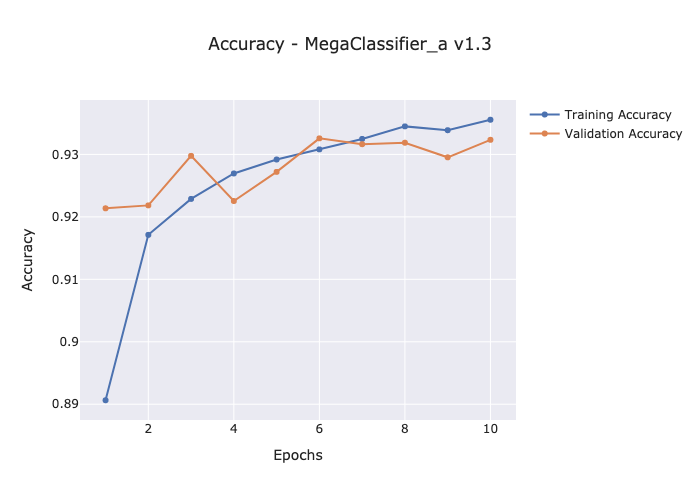 Accuracy - MegaClassifier_a v1.3
Training Accuracy
Validation Accuracy
0.93
0.92
0.91
0.9
0.89
Accuracy
2 4 6 8 10
Epochs